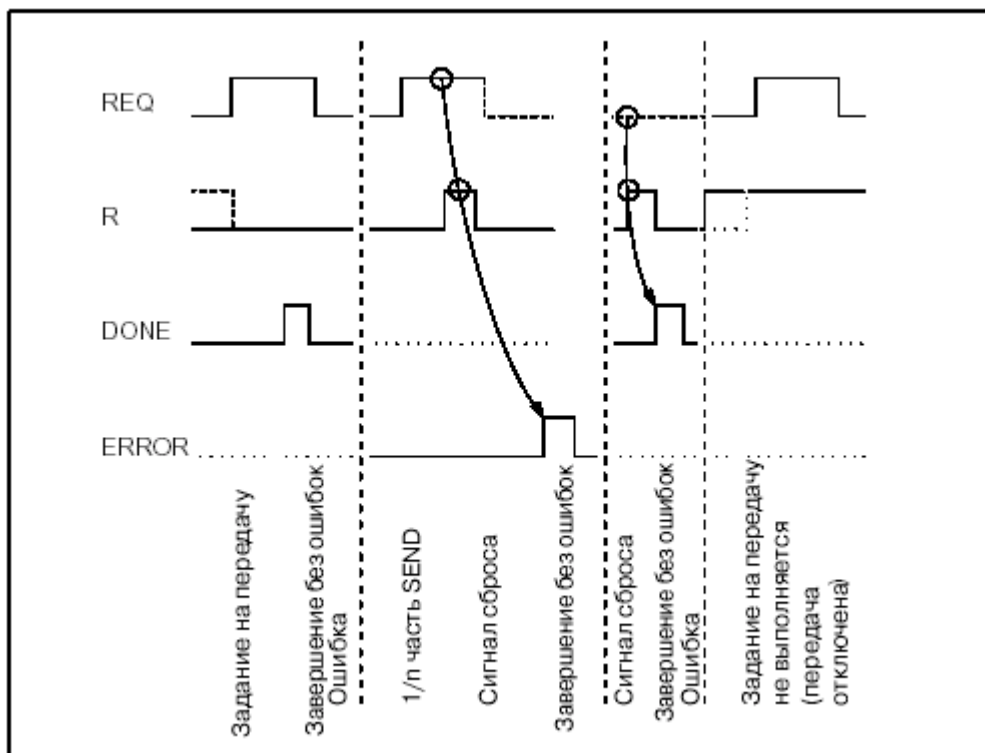 REQ
R
DONE
ERROR
Задание на передачу
Завершение без ошибок
Ошибка
1/n часть SEND
Сигнал сброса
Завершение без ошибок
Сигнал сброса
Завершение без ошибок
Ошибка
Задание на передачу
не выполняется
(передача
отключена)